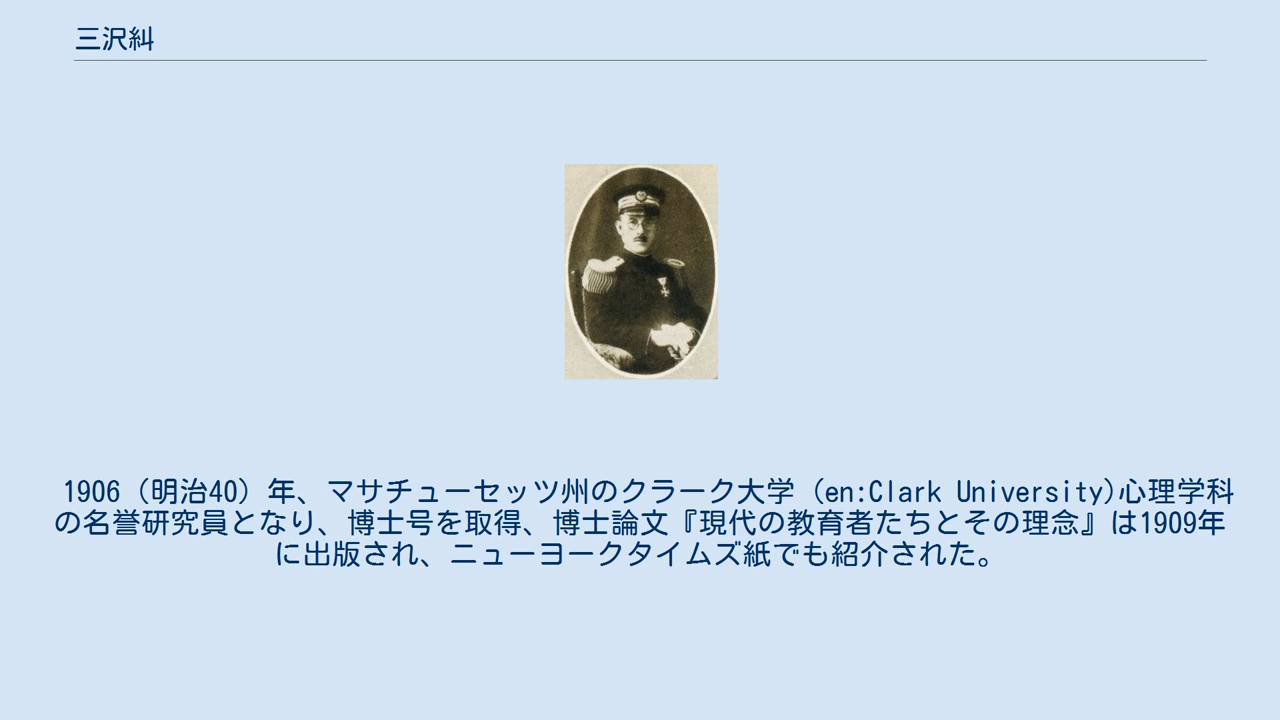 三沢糾
1906（明治40）年、マサチューセッツ州のクラーク大学（en:Clark University)心理学科
の名誉研究員となり、博士号を取得、博士論文『現代の教育者たちとその理念』は1909年
に出版され、ニューヨークタイムズ紙でも紹介された。